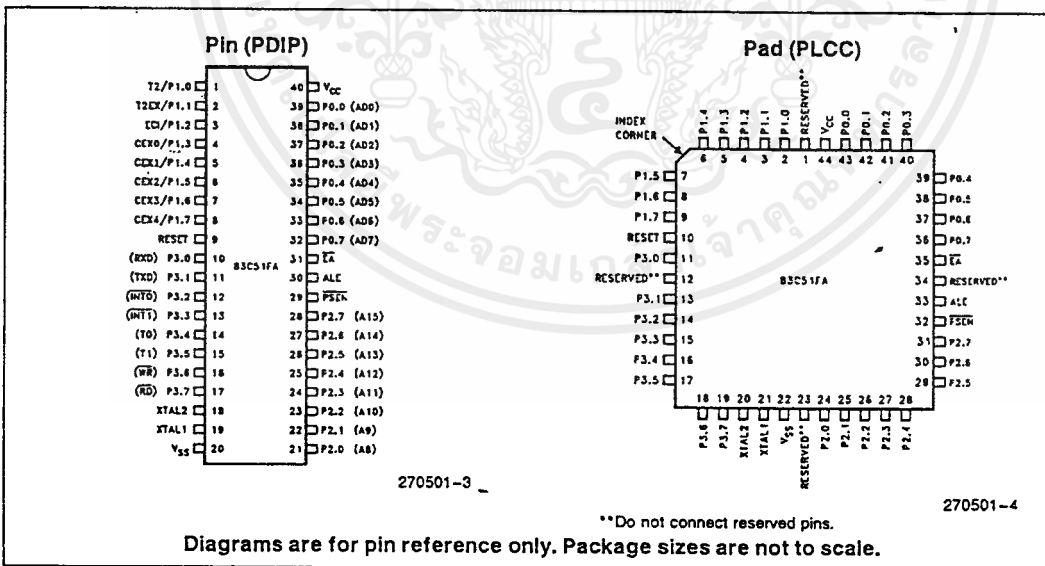 Pin (PDIP)
T2/P1.0 1
T2EX/P1.1 2
ECI/P1.2 3
CEX0/P1.3 4
CEX1/P1.4 5
CEX2/P1.5 6
CEX3/P1.6 7
CEX4/P1.7 8
RESET 9
(RXD) P3.0 10
(TXD) P3.1 11
(INT0) P3.2 12
(INT1) P3.3 13
(T0) P3.4 14
(T1) P3.5 15
(WR) P3.6 16
(RD) P3.7 17
XTAL2 18
XTAL1 19
VSS 20
83C51FA
40 VCC
39 P0.0 (AD0)
38 P0.1 (AD1)
37 P0.2 (AD2)
36 P0.3 (AD3)
35 P0.4 (AD4)
34 P0.5 (AD5)
33 P0.6 (AD6)
32 P0.7 (AD7)
31 EA
30 ALE
29 PSEN
28 P2.7 (A15)
27 P2.6 (A14)
26 P2.5 (A13)
25 P2.4 (A12)
24 P2.3 (A11)
23 P2.2 (A10)
22 P2.1 (A9)
21 P2.0 (A8)
270501-3
Pad (PLCC)
INDEX
CORNER
P1.4 P1.3 P1.2 P1.1 P1.0 RESERVED** VCC P0.0 P0.1 P0.2 P0.3
6 5 4 3 2 1 44 43 42 41 40
P1.5 7
P1.6 8
P1.7 9
RESET 10
P3.0 11
RESERVED** 12
P3.1 13
P3.2 14
P3.3 15
P3.4 16
P3.5 17
83C51FA
39 P0.4
38 P0.5
37 P0.6
36 P0.7
35 EA
34 RESERVED**
33 ALE
32 PSEN
31 P2.7
30 P2.6
29 P2.5
18 19 20 21 22 23 24 25 26 27 28
P3.6 P3.7 XTAL2 XTAL1 VSS RESERVED** P2.0 P2.1 P2.2 P2.3 P2.4
270501-4
**Do not connect reserved pins.
Diagrams are for pin reference only. Package sizes are not to scale.